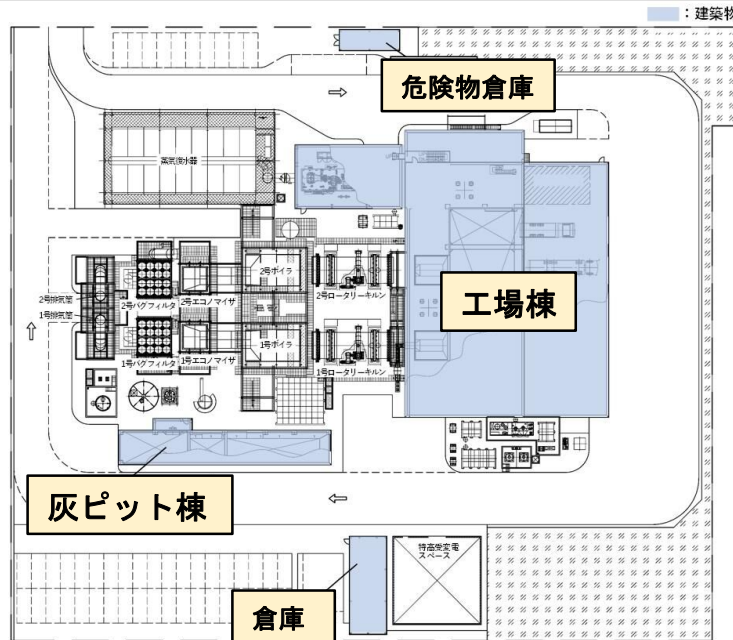 ：建築物
危険物倉庫
蒸気復水器
工場棟
2号ボイラ
2号エコノマイザ
2号バグフィルタ
2号ロータリーキルン
2号排気筒
1号排気筒
1号ボイラ
1号エコノマイザ
1号バグフィルタ
1号ロータリーキルン
灰ピット棟
特高受変電
スペース
倉庫